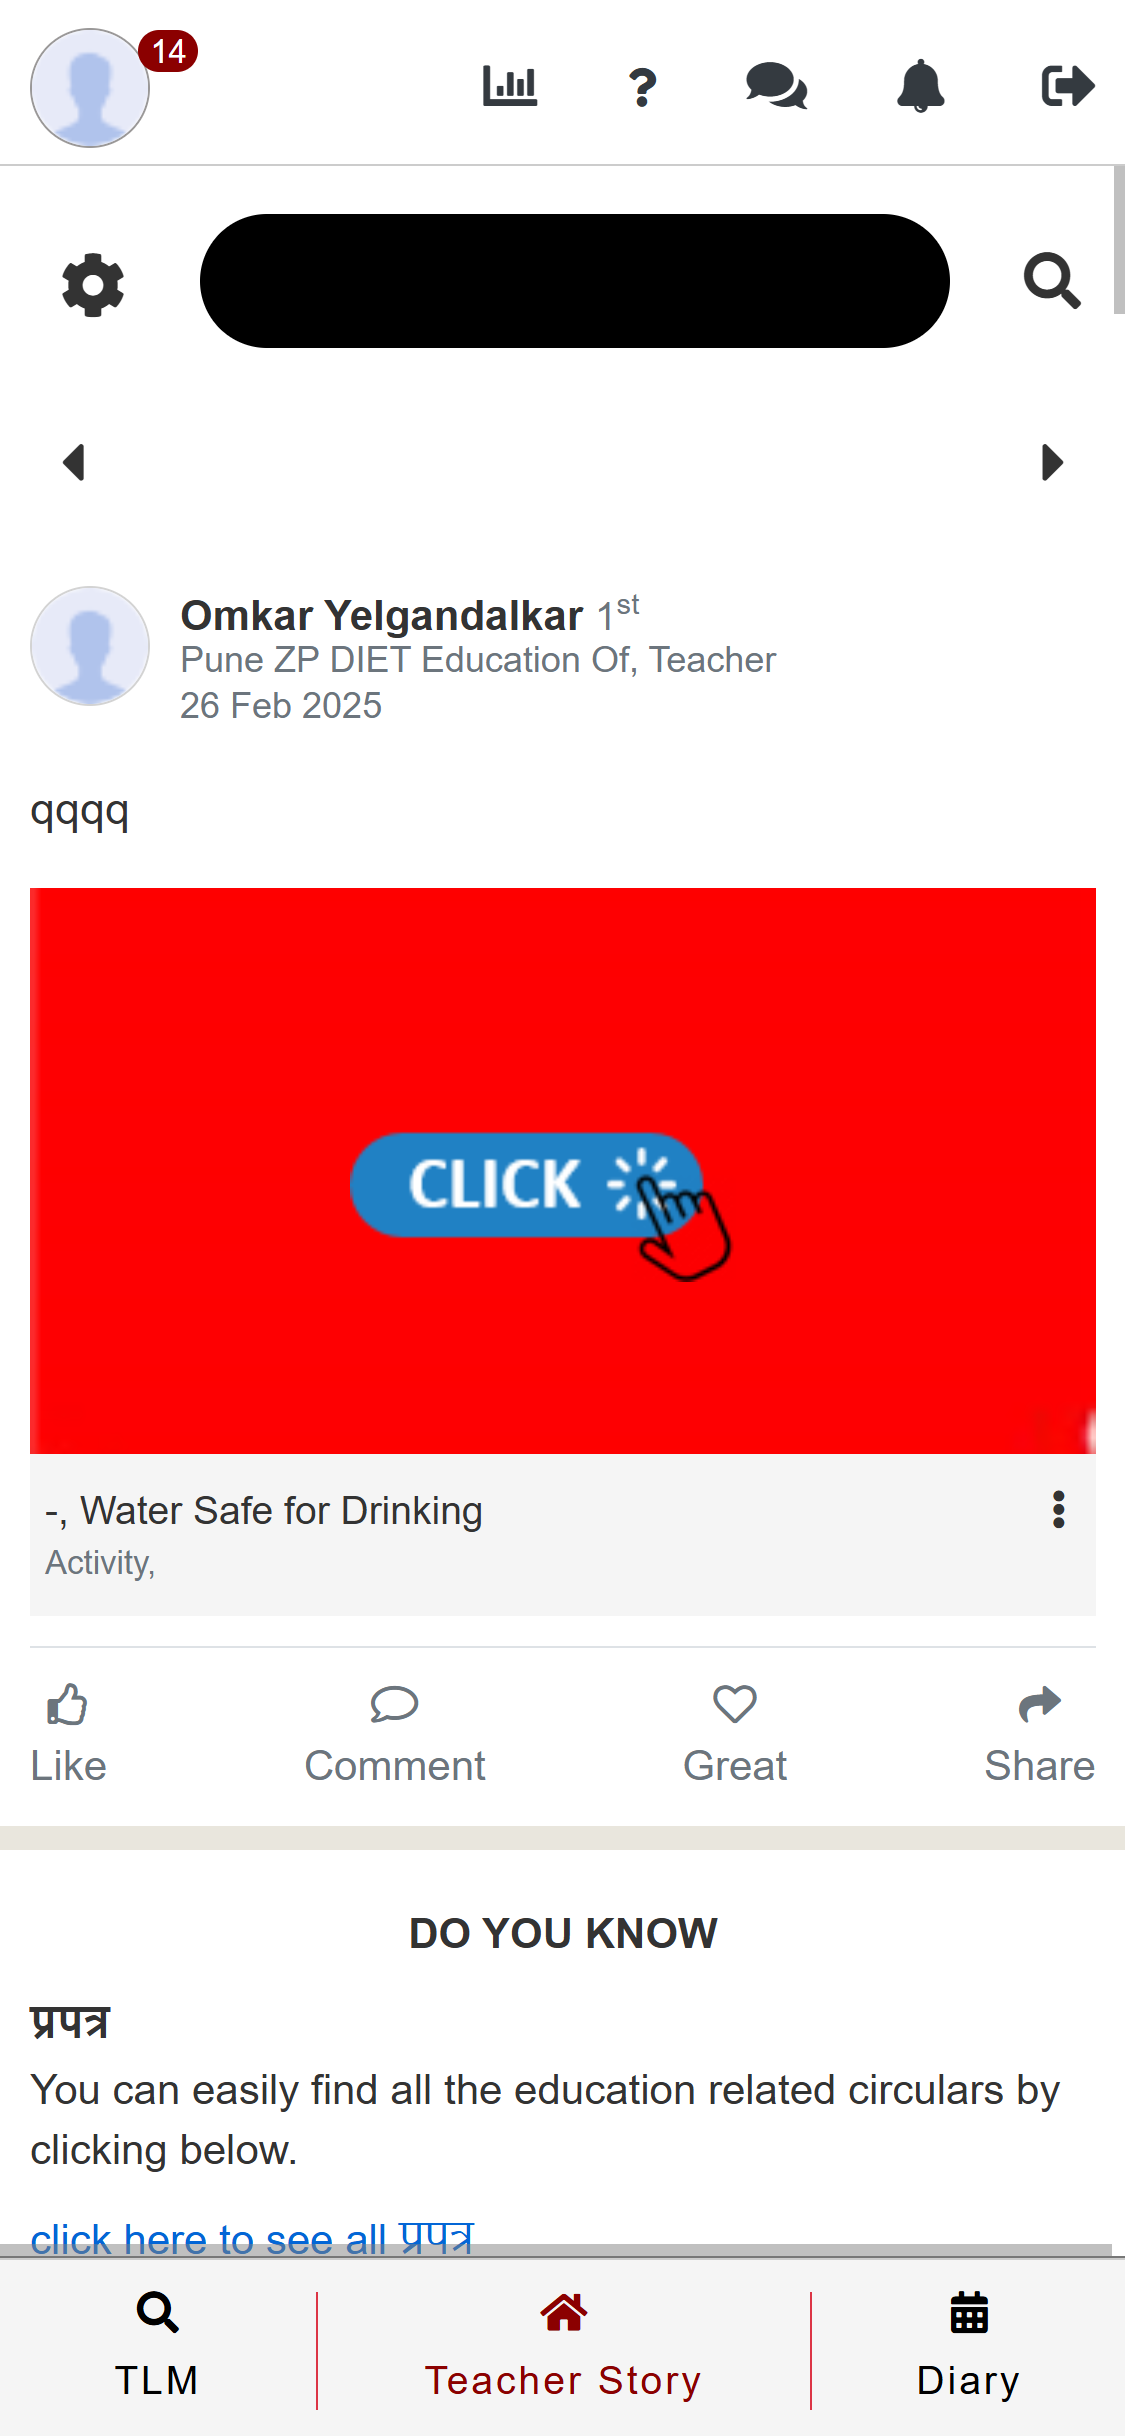 14
Omkar Yelgandalkar 1st
Pune ZP DIET Education Of, Teacher
26 Feb 2025
qqqq
CLICK
-, Water Safe for Drinking
Activity,
Like Comment Great Share
DO YOU KNOW
प्रपत्र
You can easily find all the education related circulars by
clicking below.
click here to see all प्रपत्र
TLM Teacher Story Diary